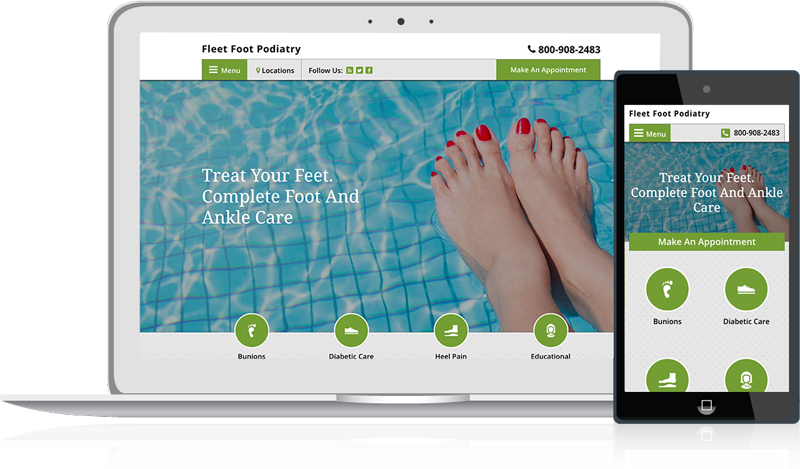 Fleet Foot Podiatry
800-908-2483
Menu
Locations
Follow Us:
Make An Appointment
Treat Your Feet.
Complete Foot And
Ankle Care
Bunions
Diabetic Care
Heel Pain
Educational
Fleet Foot Podiatry
Menu
800-908-2483
Treat Your Feet.
Complete Foot And Ankle
Care
Make An Appointment
Bunions
Diabetic Care